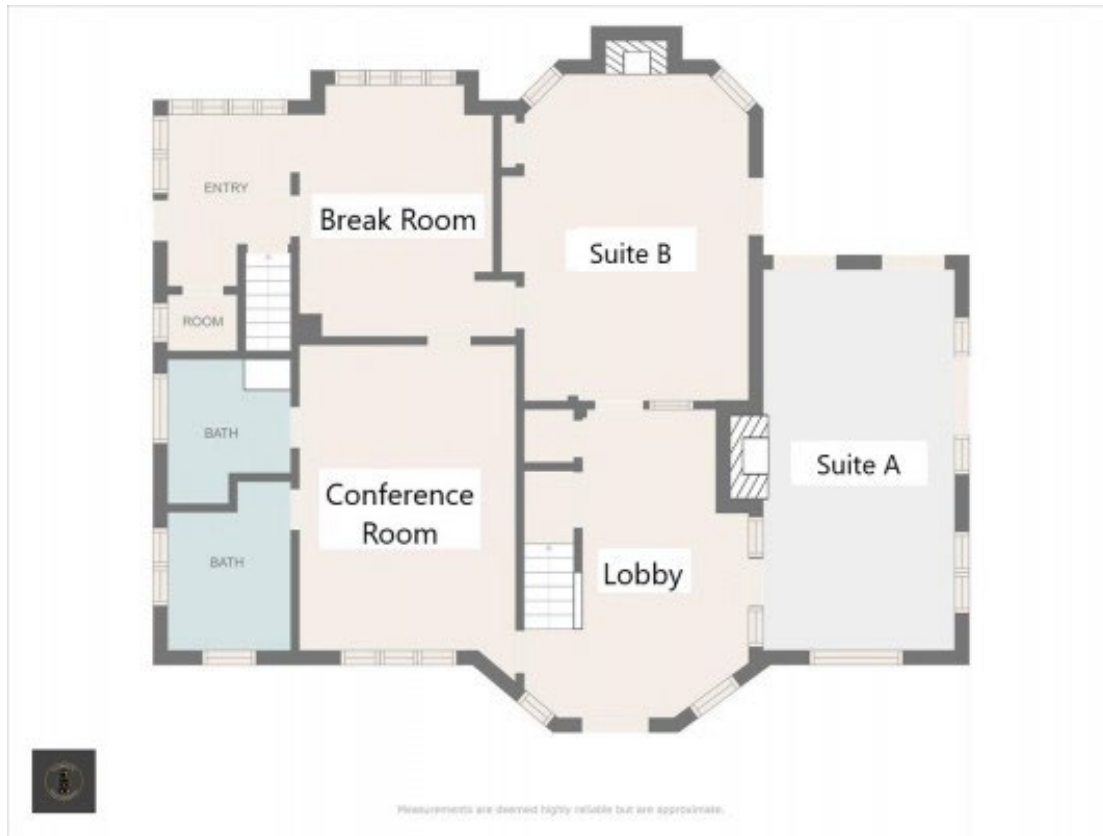 ENTRY
Break Room
Suite B
ROOM
BATH
Suite A
Conference
Room
BATH
Lobby
Measurements are deemed highly reliable but are approximate.